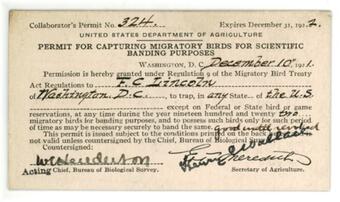 Collaborator's Permit No. 324. Expires December 31, 1922.
UNITED STATES DEPARTMENT OF AGRICULTURE
PERMIT FOR CAPTURING MIGRATORY BIRDS FOR SCIENTIFIC
BANDING PURPOSES
WASHINGTON, D.C. December 10, 1921.
Permission is hereby granted under Regulation 9 of the Migratory Bird Treaty
Act Regulations to F. C. Lincoln
of Washington D.C., to trap, in any State of the U.S.
except on Federal or State bird or game
reservations, at any time during the year nineteen hundred and twenty two
migratory birds for banding purposes, and to possess such birds only for such period
of time as may be necessary to band the same. good until revoked
This permit is issued subject to the conditions printed on the back
unless countersigned by the Chief, Bureau of Biological Survey.
Countersigned:
W.C. Henderson
Acting Chief, Bureau of Biological Survey. Secretary of Agriculture.